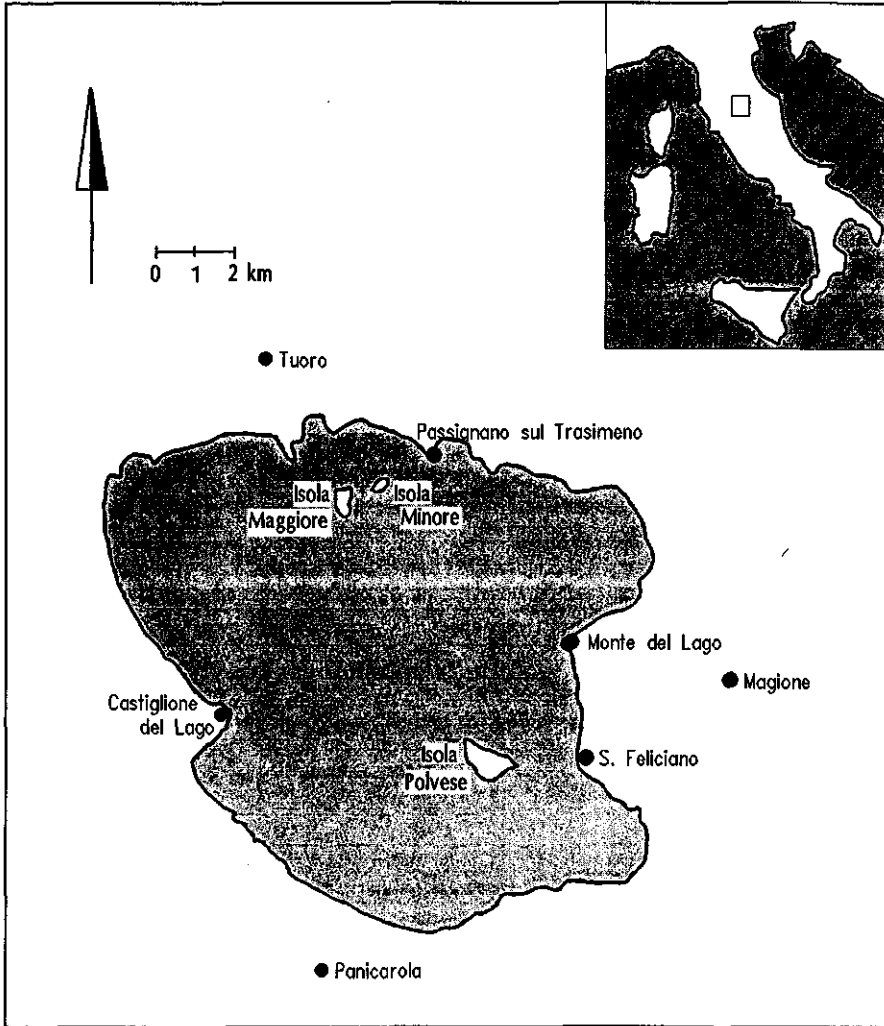 0 1 2 km
Tuoro
Passignano sul Trasimeno
Isola
Maggiore
Isola
Minore
Monte del Lago
Magione
Castiglione
del Lago
Isola
Polvese
S. Feliciano
Panicarola